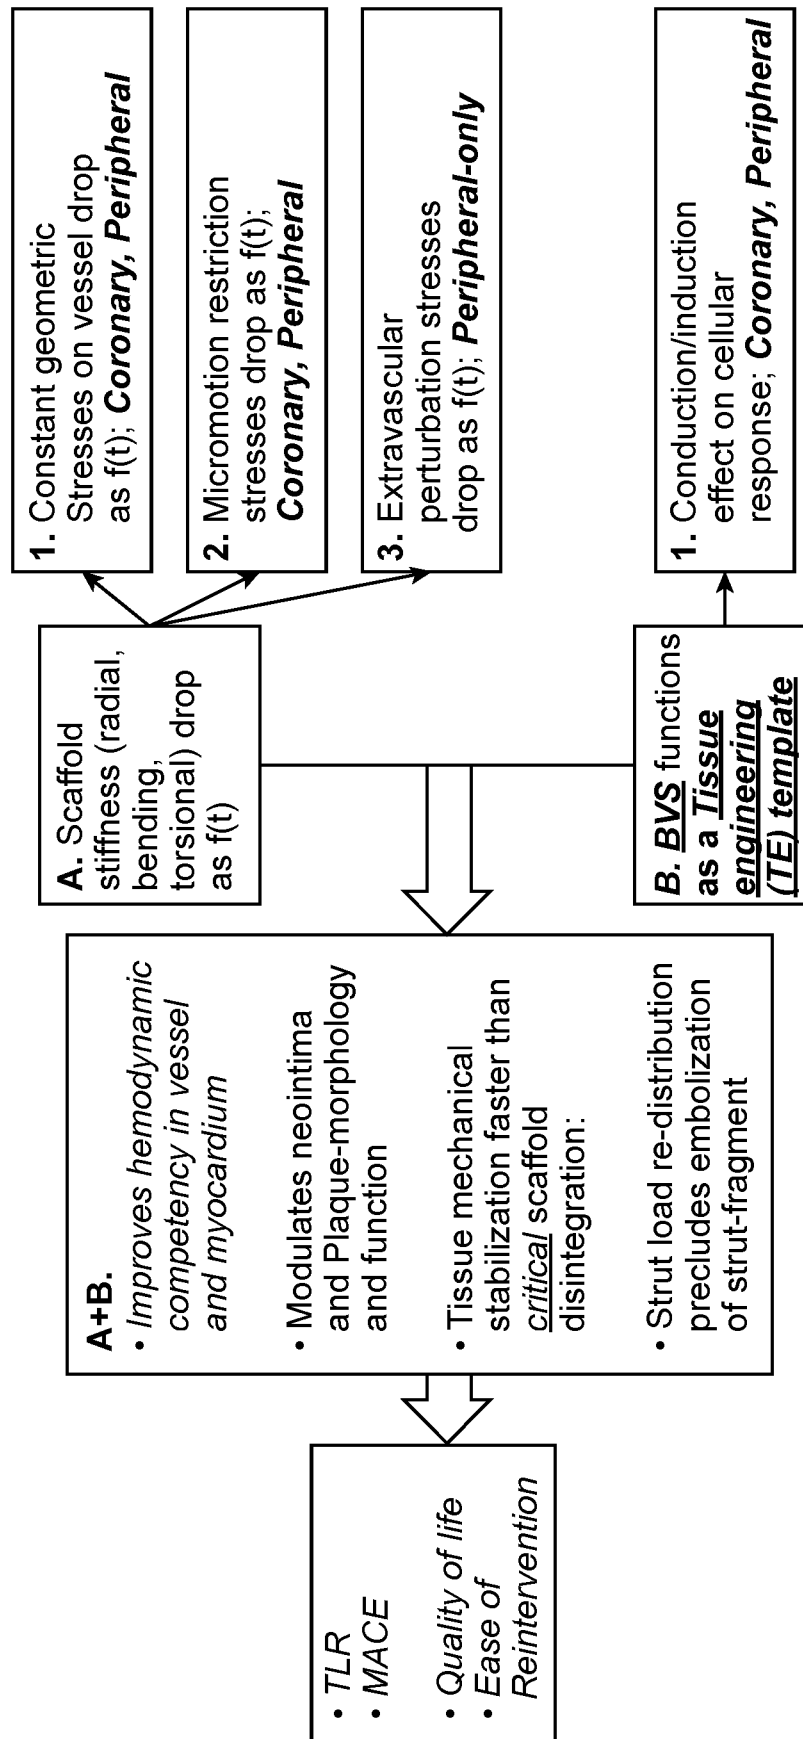 1. Constant geometric
Stresses on vessel drop
as f(t); Coronary, Peripheral
2. Micromotion restriction
stresses drop as f(t);
Coronary, Peripheral
3. Extravascular
perturbation stresses
drop as f(t); Peripheral-only
1. Conduction/induction
effect on cellular
response; Coronary, Peripheral
A. Scaffold
stiffness (radial,
bending,
torsional) drop
as f(t)
B. BVS functions
as a Tissue
engineering
(TE) template
A+B.
• Improves hemodynamic
competency in vessel
and myocardium
• Modulates neointima
and Plaque-morphology
and function
• Tissue mechanical
stabilization faster than
critical scaffold
disintegration:
• Strut load re-distribution
precludes embolization
of strut-fragment
• TLR
• MACE
• Quality of life
• Ease of
Reintervention